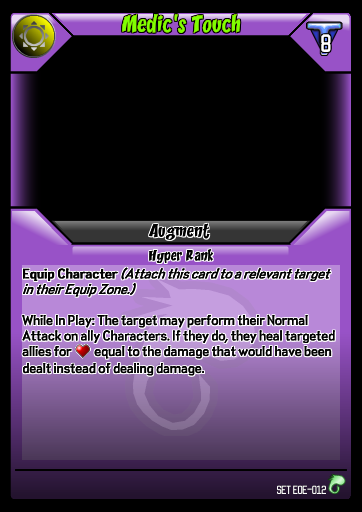 Medic's Touch
8
Augment
Hyper Rank
Equip Character (Attach this card to a relevant target
in their Equip Zone.)
While In Play: The target may perform their Normal
Attack on ally Characters. If they do, they heal targeted
allies for ❤ equal to the damage that would have been
dealt instead of dealing damage.
SET EOE-012